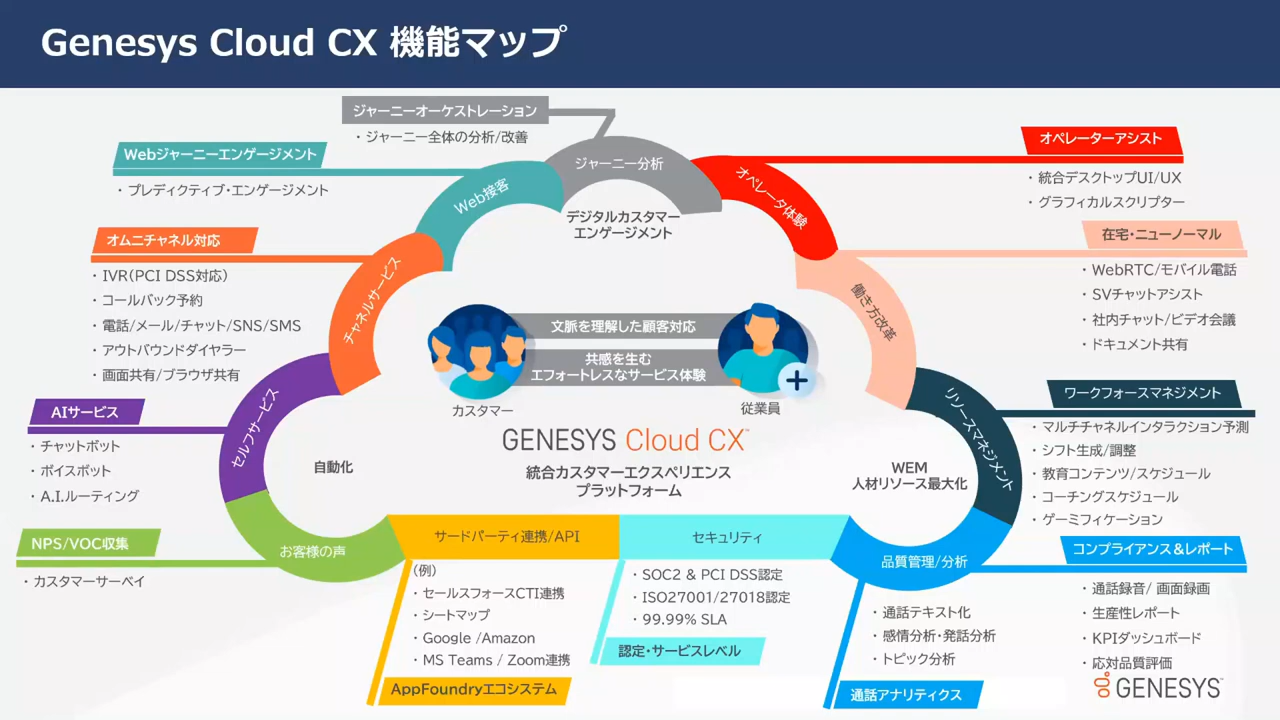 Genesys Cloud CX 機能マップ
ジャーニーオーケストレーション
・ジャーニー全体の分析/改善
Webジャーニーエンゲージメント
・プレディクティブ・エンゲージメント
オムニチャネル対応
・IVR(PCI DSS対応)
・コールバック予約
・電話/メール/チャット/SNS/SMS
・アウトバウンドダイヤラー
・画面共有/ブラウザ共有
AIサービス
・チャットボット
・ボイスボット
・A.I.ルーティング
NPS/VOC収集
・カスタマーサーベイ
ジャーニー分析
Web接客
チャネルサービス
セルフサービス
お客様の声
オペレータ体験
働き方改革
リソースマネジメント
品質管理/分析
デジタルカスタマー
エンゲージメント
文脈を理解した顧客対応
共感を生む
エフォートレスなサービス体験
カスタマー
従業員
GENESYS Cloud CX™
統合カスタマーエクスペリエンス
プラットフォーム
自動化
WEM
人材リソース最大化
オペレーターアシスト
・統合デスクトップUI/UX
・グラフィカルスクリプター
在宅・ニューノーマル
・WebRTC/モバイル電話
・SVチャットアシスト
・社内チャット/ビデオ会議
・ドキュメント共有
ワークフォースマネジメント
・マルチチャネルインタラクション予測
・シフト生成/調整
・教育コンテンツ/スケジュール
・コーチングスケジュール
・ゲーミフィケーション
コンプライアンス＆レポート
・通話録音/ 画面録画
・生産性レポート
・KPIダッシュボード
・応対品質評価
サードパーティ連携/API
(例)
・セールスフォースCTI連携
・シートマップ
・Google /Amazon
・MS Teams / Zoom連携
AppFoundryエコシステム
セキュリティ
・SOC2 & PCI DSS認定
・ISO27001/27018認定
・99.99% SLA
認定・サービスレベル
・通話テキスト化
・感情分析・発話分析
・トピック分析
通話アナリティクス
GENESYS™